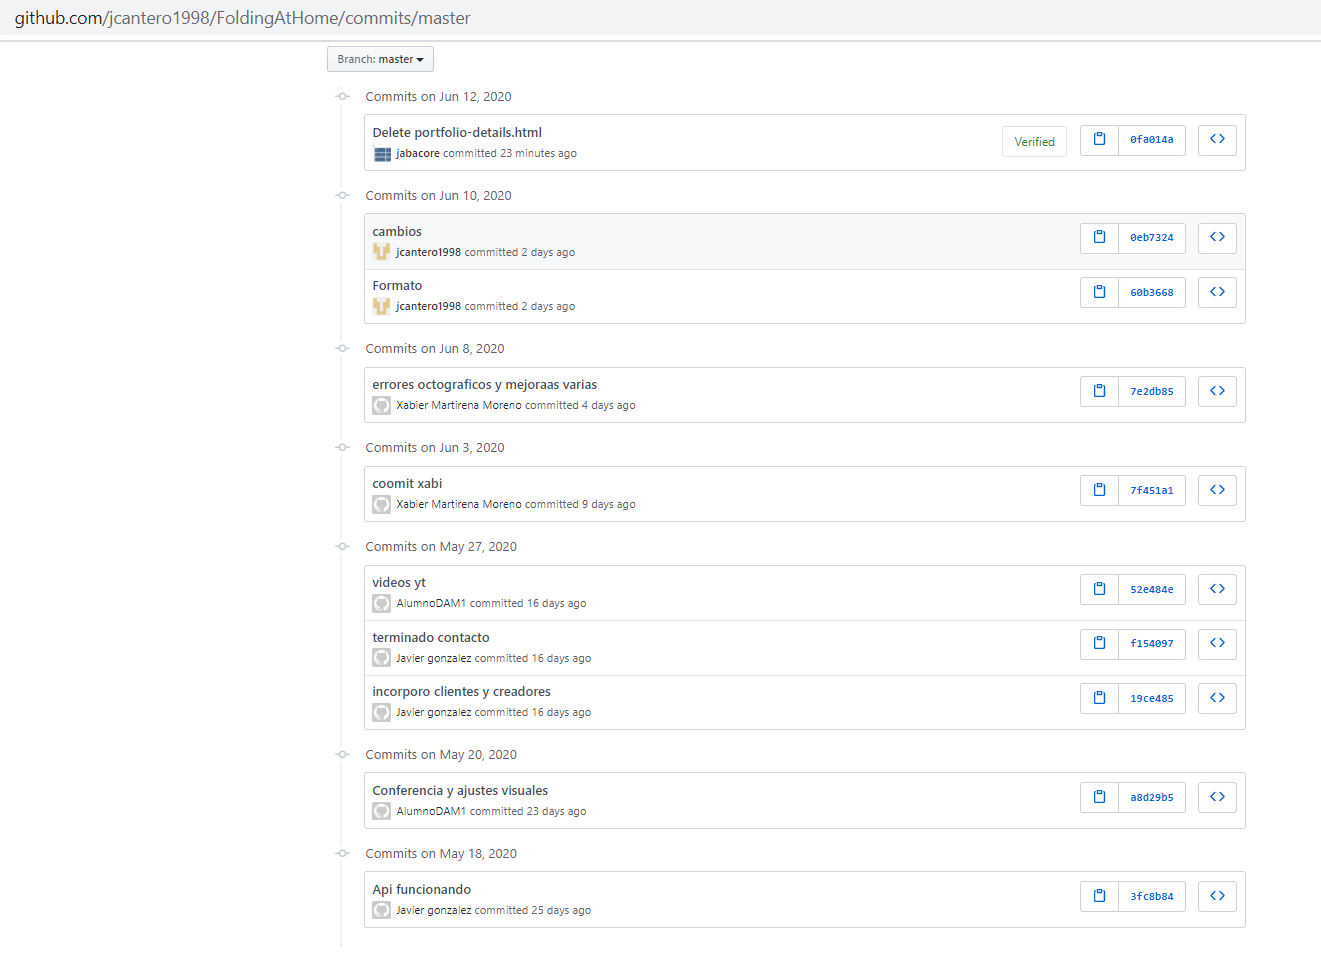 github.com/jcantero1998/FoldingAtHome/commits/master
Branch: master
Commits on Jun 12, 2020
Delete portfolio-details.html
jabacore committed 23 minutes ago
Verified
0fa014a
Commits on Jun 10, 2020
cambios
jcantero1998 committed 2 days ago
0eb7324
Formato
jcantero1998 committed 2 days ago
60b3668
Commits on Jun 8, 2020
errores octograficos y mejoraas varias
Xabier Martirena Moreno committed 4 days ago
7e2db85
Commits on Jun 3, 2020
coomit xabi
Xabier Martirena Moreno committed 9 days ago
7f451a1
Commits on May 27, 2020
videos yt
AlumnoDAM1 committed 16 days ago
52e484e
terminado contacto
Javier gonzalez committed 16 days ago
f154097
incorporo clientes y creadores
Javier gonzalez committed 16 days ago
19ce485
Commits on May 20, 2020
Conferencia y ajustes visuales
AlumnoDAM1 committed 23 days ago
a8d29b5
Commits on May 18, 2020
Api funcionando
Javier gonzalez committed 25 days ago
3fc8b84